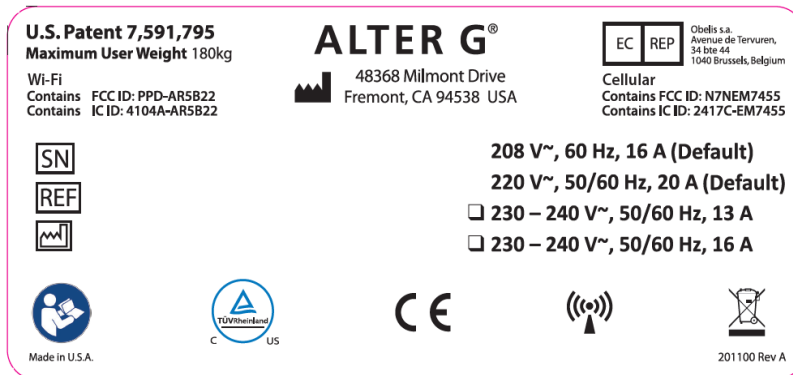 U.S. Patent 7,591,795
Maximum User Weight 180kg
Wi-Fi
Contains FCC ID: PPD-AR5B22
Contains IC ID: 4104A-AR5B22
ALTER G®
48368 Milmont Drive
Fremont, CA 94538 USA
EC REP
Obelis s.a.
Avenue de Tervuren,
34 bte 44
1040 Brussels, Belgium
Cellular
Contains FCC ID: N7NEM7455
Contains IC ID: 2417C-EM7455
SN
REF
208 V~, 60 Hz, 16 A (Default)
220 V~, 50/60 Hz, 20 A (Default)
❑ 230 – 240 V~, 50/60 Hz, 13 A
❑ 230 – 240 V~, 50/60 Hz, 16 A
Made in U.S.A.
TÜVRheinland
C US
CE
201100 Rev A